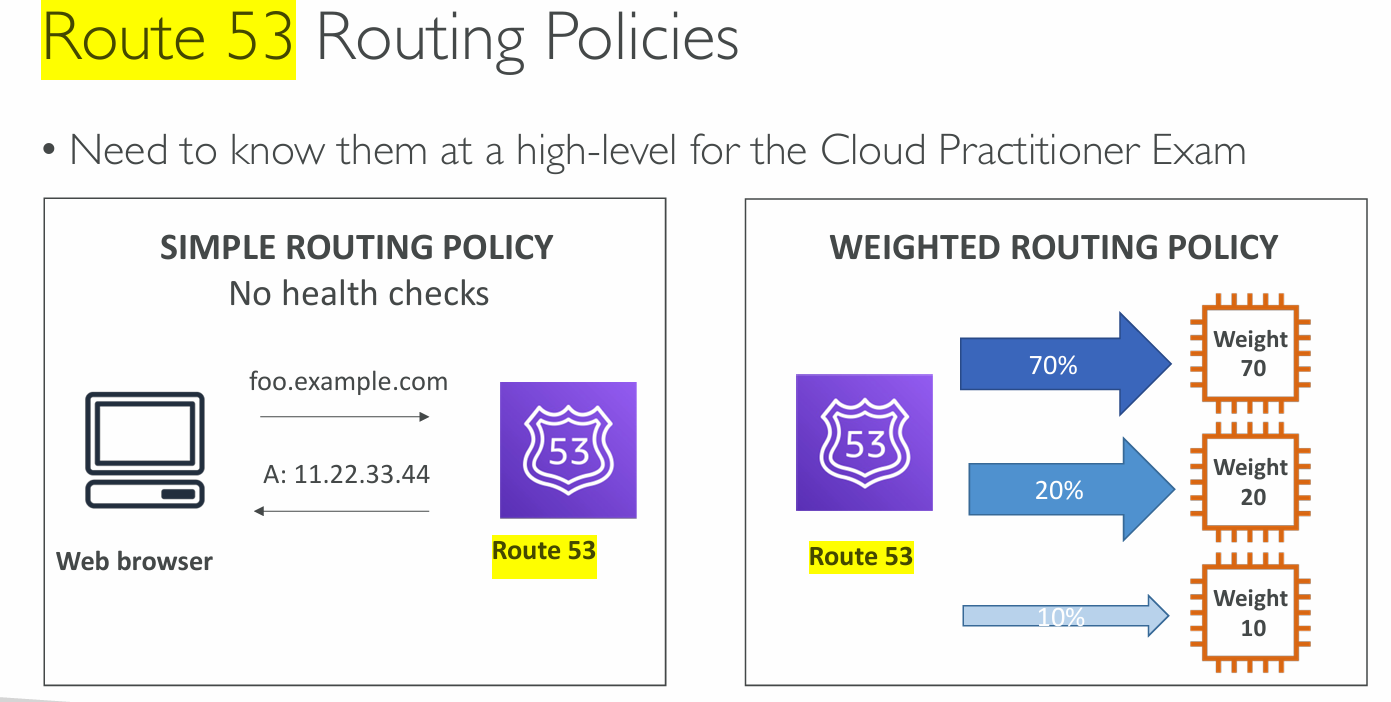 Route 53 Routing Policies
• Need to know them at a high-level for the Cloud Practitioner Exam
SIMPLE ROUTING POLICY
No health checks
foo.example.com
53
A: 11.22.33.44
Web browser
Route 53
WEIGHTED ROUTING POLICY
70%
Weight
70
53
20%
Weight
20
Route 53
10%
Weight
10